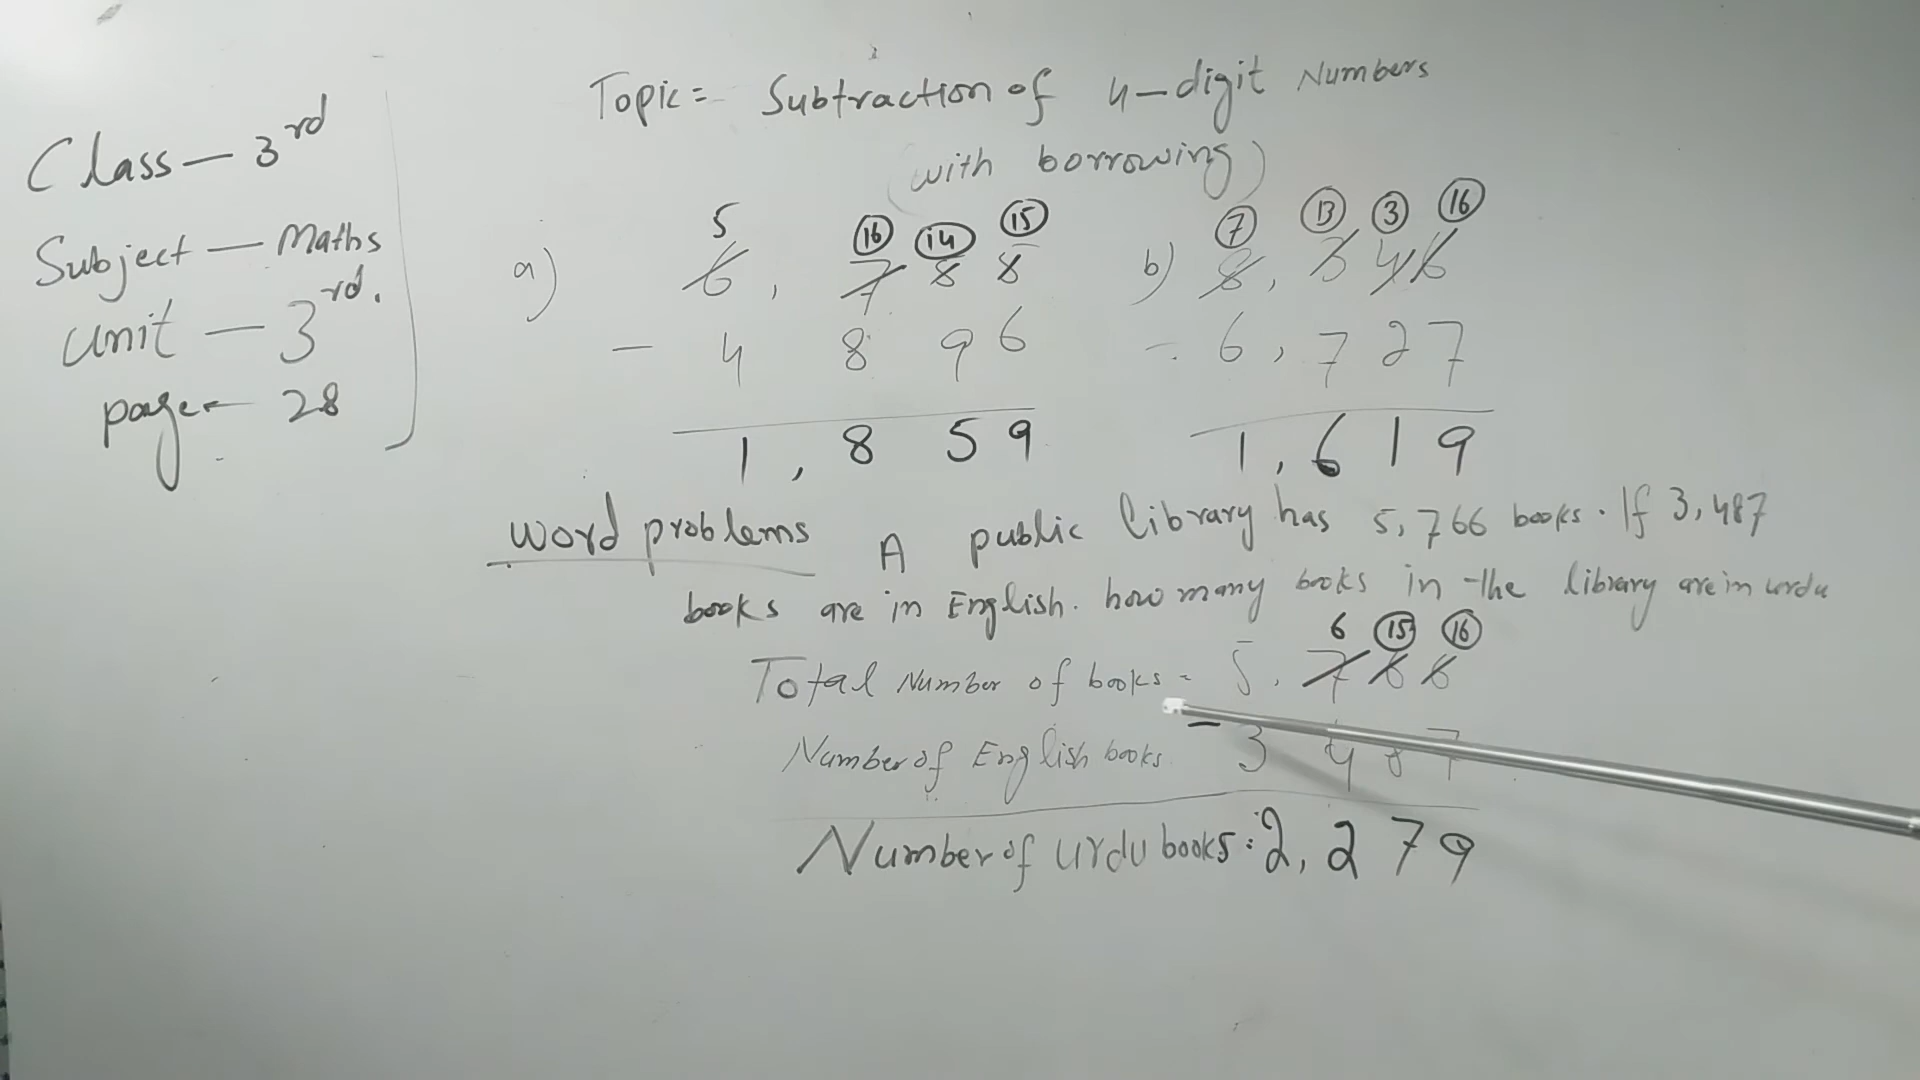 Class — 3rd
Subject — Maths
Unit — 3rd.
page - 28
Topic = Subtraction of 4-digit Numbers
(with borrowing)
a)
5 16 14 15
6, 7 8 8
- 4 8 9 6
1, 8 5 9
b)
7 13 3 16
8, 3 4 6
- 6, 7 2 7
1, 6 1 9
word problems A public library has 5,766 books. If 3,487
books are in English. how many books in the library are in urdu
6 15 16
Total Number of books = 5, 7 6 6
Number of English books - 3 4 8 7
Number of urdu books : 2, 2 7 9